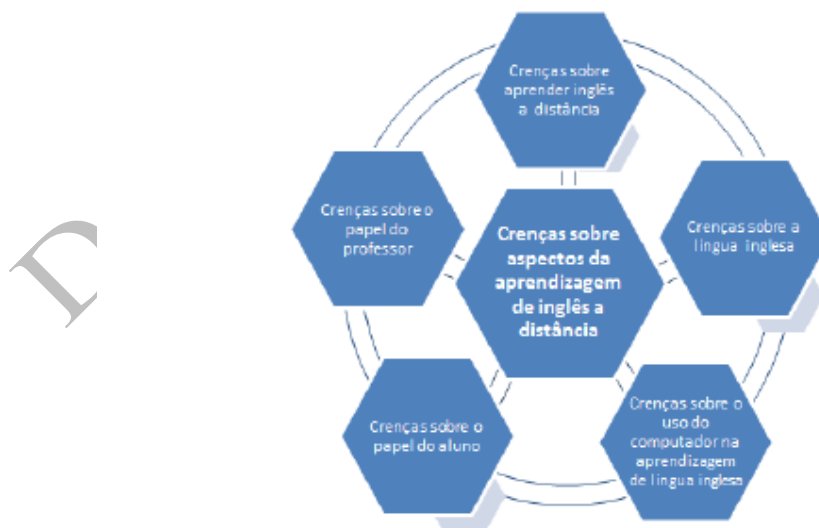 Crenças sobre
aprender inglês
a distância
Crenças sobre o
papel do
professor
Crenças sobre
aspectos da
aprendizagem
de inglês a
distância
Crenças sobre a
língua inglesa
Crenças sobre o
papel do aluno
Crenças sobre o
uso do
computador na
aprendizagem
de língua inglesa
D